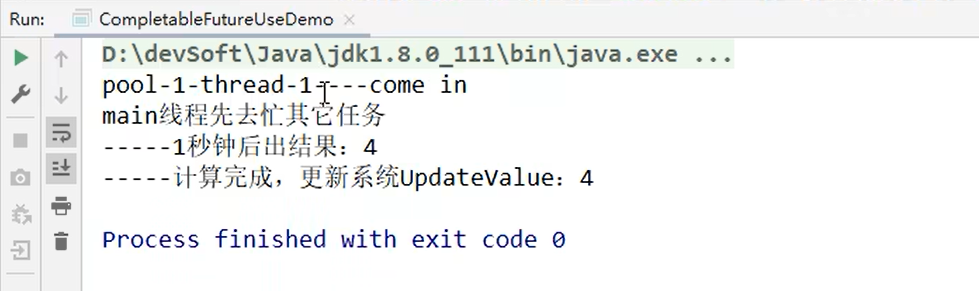 Run: CompletableFutureUseDemo
D:\devSoft\Java\jdk1.8.0_111\bin\java.exe ...
pool-1-thread-1----come in
main线程先去忙其它任务
-----1秒钟后出结果：4
-----计算完成，更新系统UpdateValue：4
Process finished with exit code 0